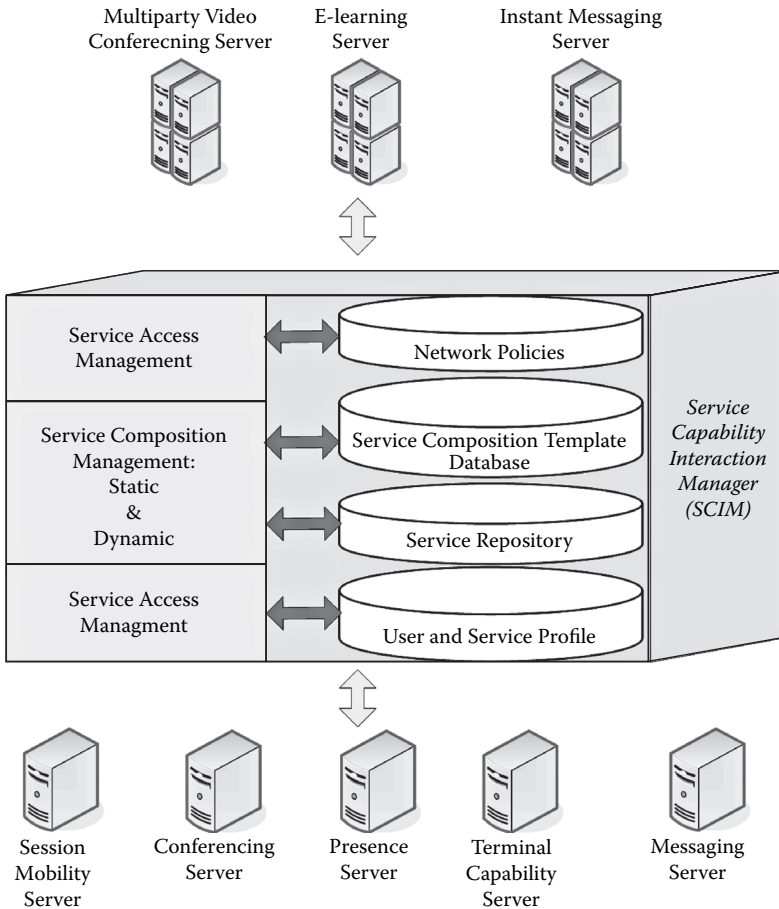 Multiparty Video
Conferecning Server
E-learning
Server
Instant Messaging
Server
Service Access
Management
Network Policies
Service Composition
Management:
Static
&
Dynamic
Service Composition Template
Database
Service Repository
Service Access
Managment
User and Service Profile
Service
Capability
Interaction
Manager
(SCIM)
Session
Mobility
Server
Conferencing
Server
Presence
Server
Terminal
Capability
Server
Messaging
Server